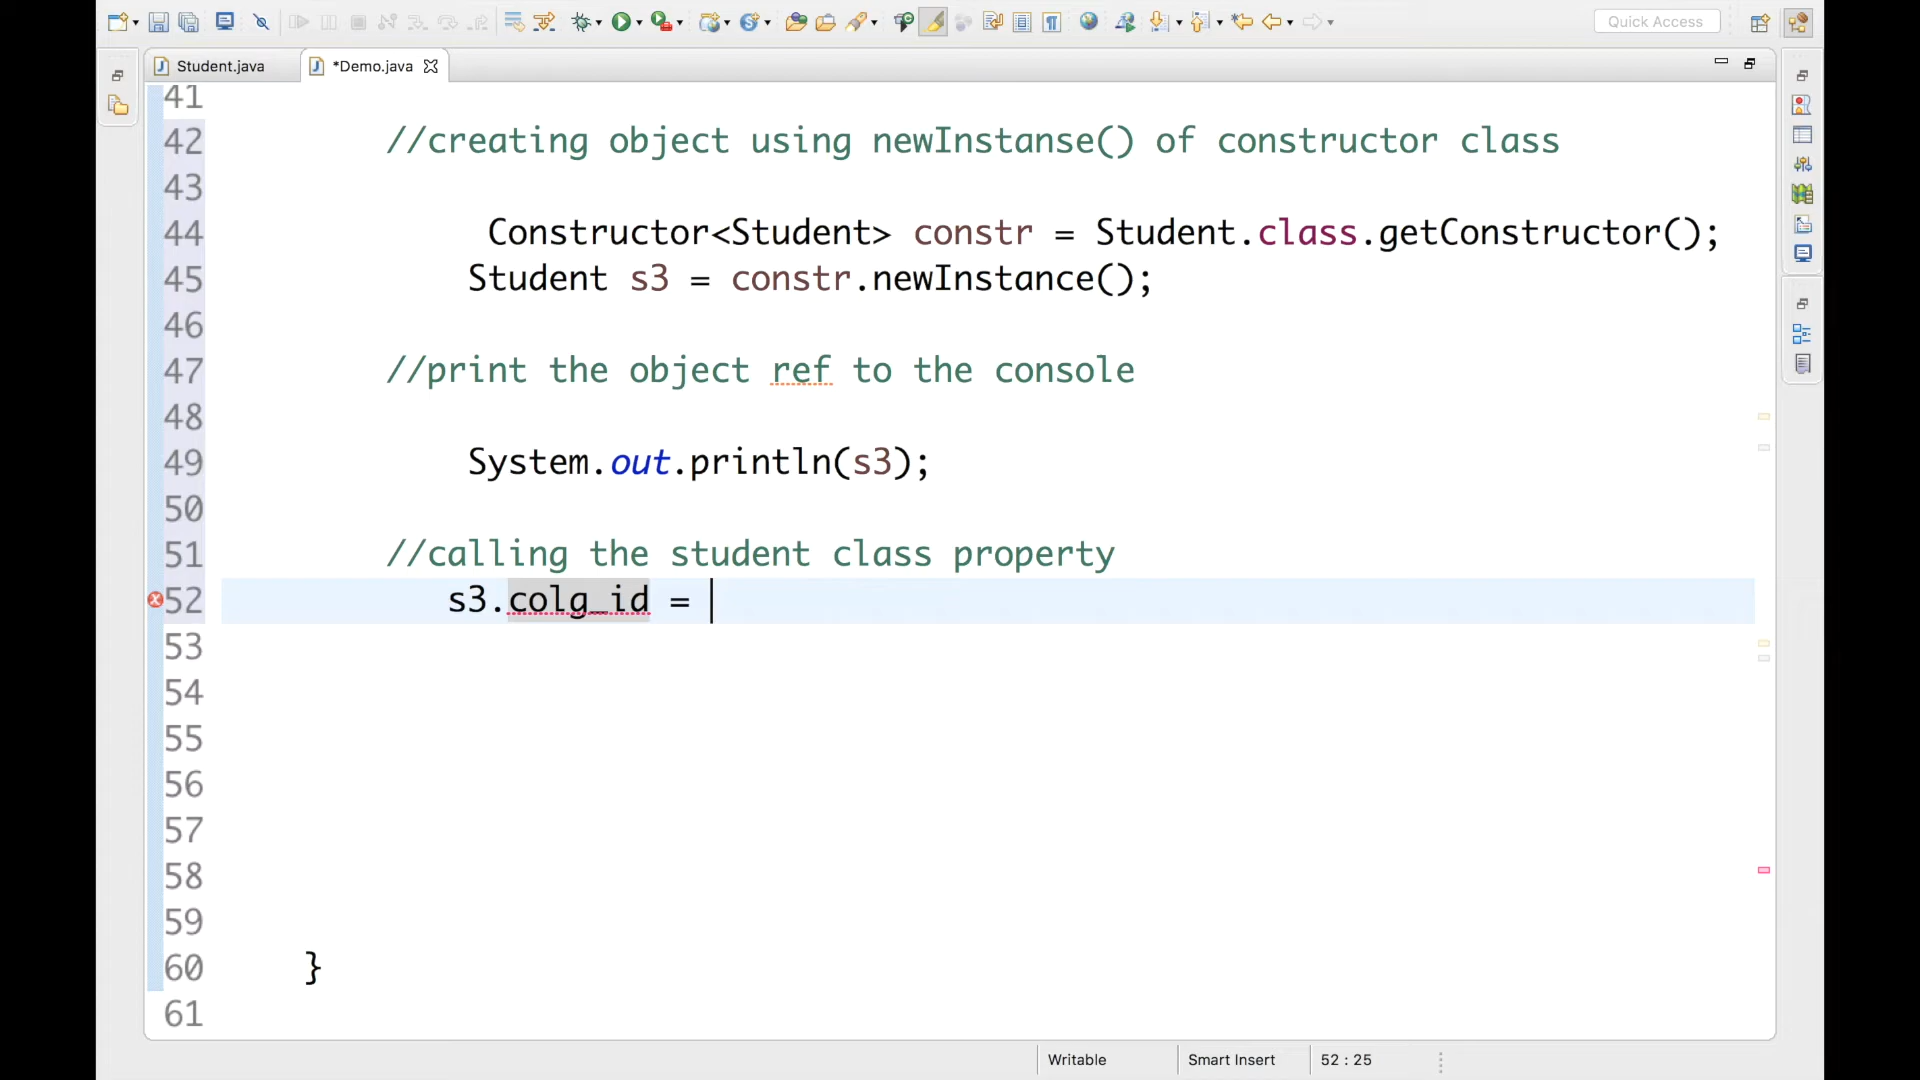 Quick Access
Student.java
*Demo.java
41
42 //creating object using newInstanse() of constructor class
43
44 Constructor<Student> constr = Student.class.getConstructor();
45 Student s3 = constr.newInstance();
46
47 //print the object ref to the console
48
49 System.out.println(s3);
50
51 //calling the student class property
52 s3.colg_id =
53
54
55
56
57
58
59
60 }
61
Writable Smart Insert 52 : 25